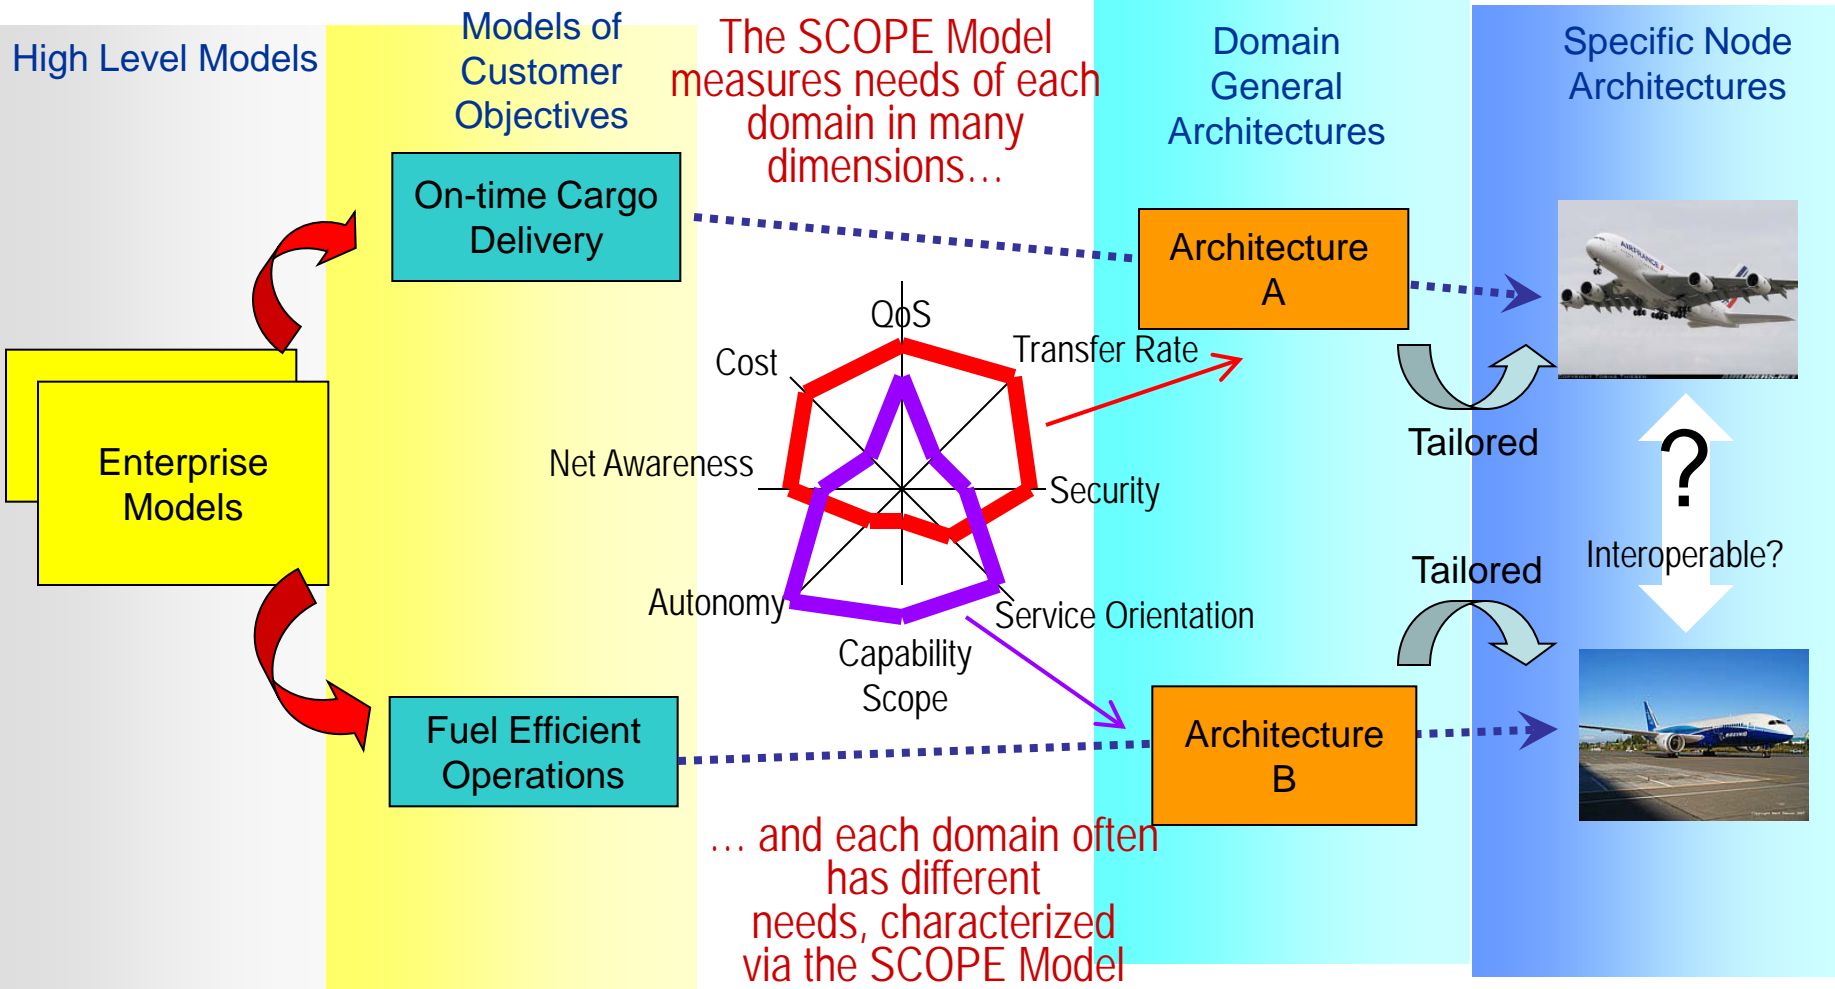 High Level Models
Models of
Customer
Objectives
The SCOPE Model
measures needs of each
domain in many
dimensions…
Domain
General
Architectures
Specific Node
Architectures
On-time Cargo
Delivery
Architecture
A
AIRFRANCE
QoS
Transfer Rate
Cost
Net Awareness
Security
Autonomy
Service Orientation
Capability
Scope
Enterprise
Models
Tailored
?
Interoperable?
Tailored
Fuel Efficient
Operations
Architecture
B
BOEING
… and each domain often
has different
needs, characterized
via the SCOPE Model